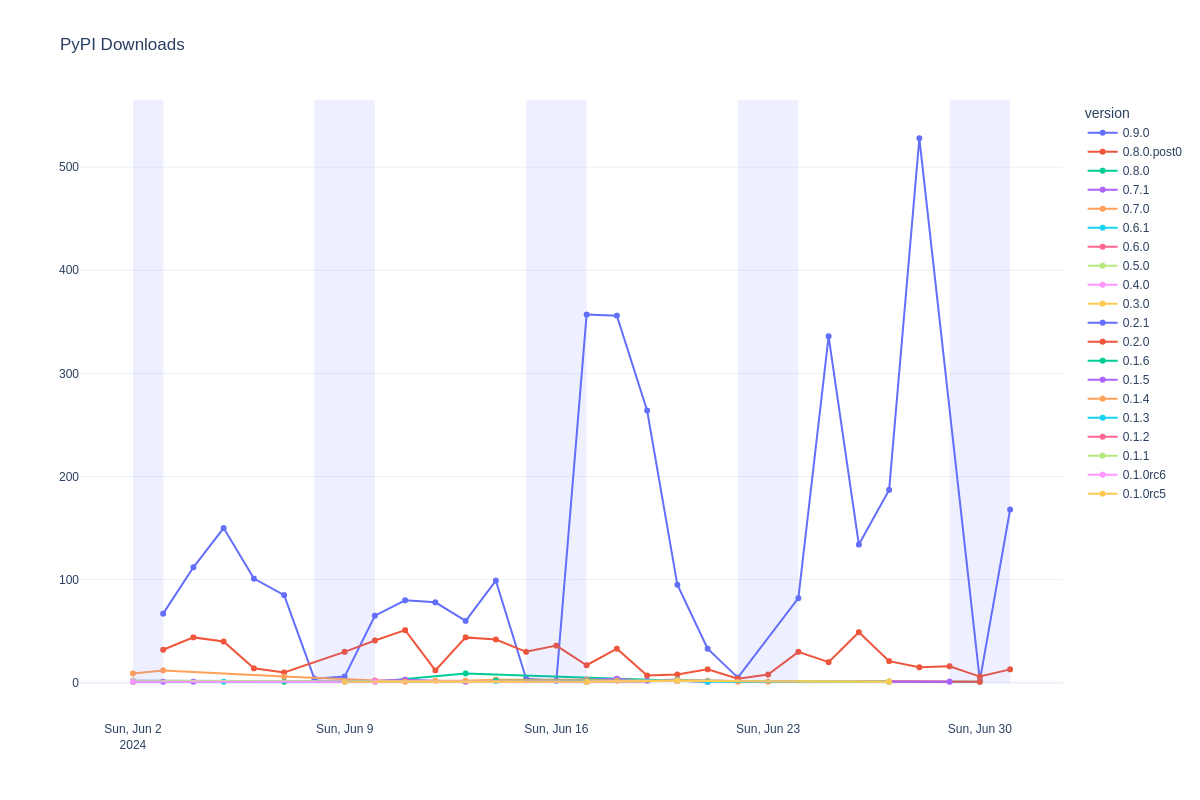 PyPI Downloads
version
0.9.0
0.8.0.post0
0.8.0
0.7.1
0.7.0
0.6.1
0.6.0
0.5.0
0.4.0
0.3.0
0.2.1
0.2.0
0.1.6
0.1.5
0.1.4
0.1.3
0.1.2
0.1.1
0.1.0rc6
0.1.0rc5
500
400
300
200
100
0
Sun, Jun 2
2024
Sun, Jun 9
Sun, Jun 16
Sun, Jun 23
Sun, Jun 30